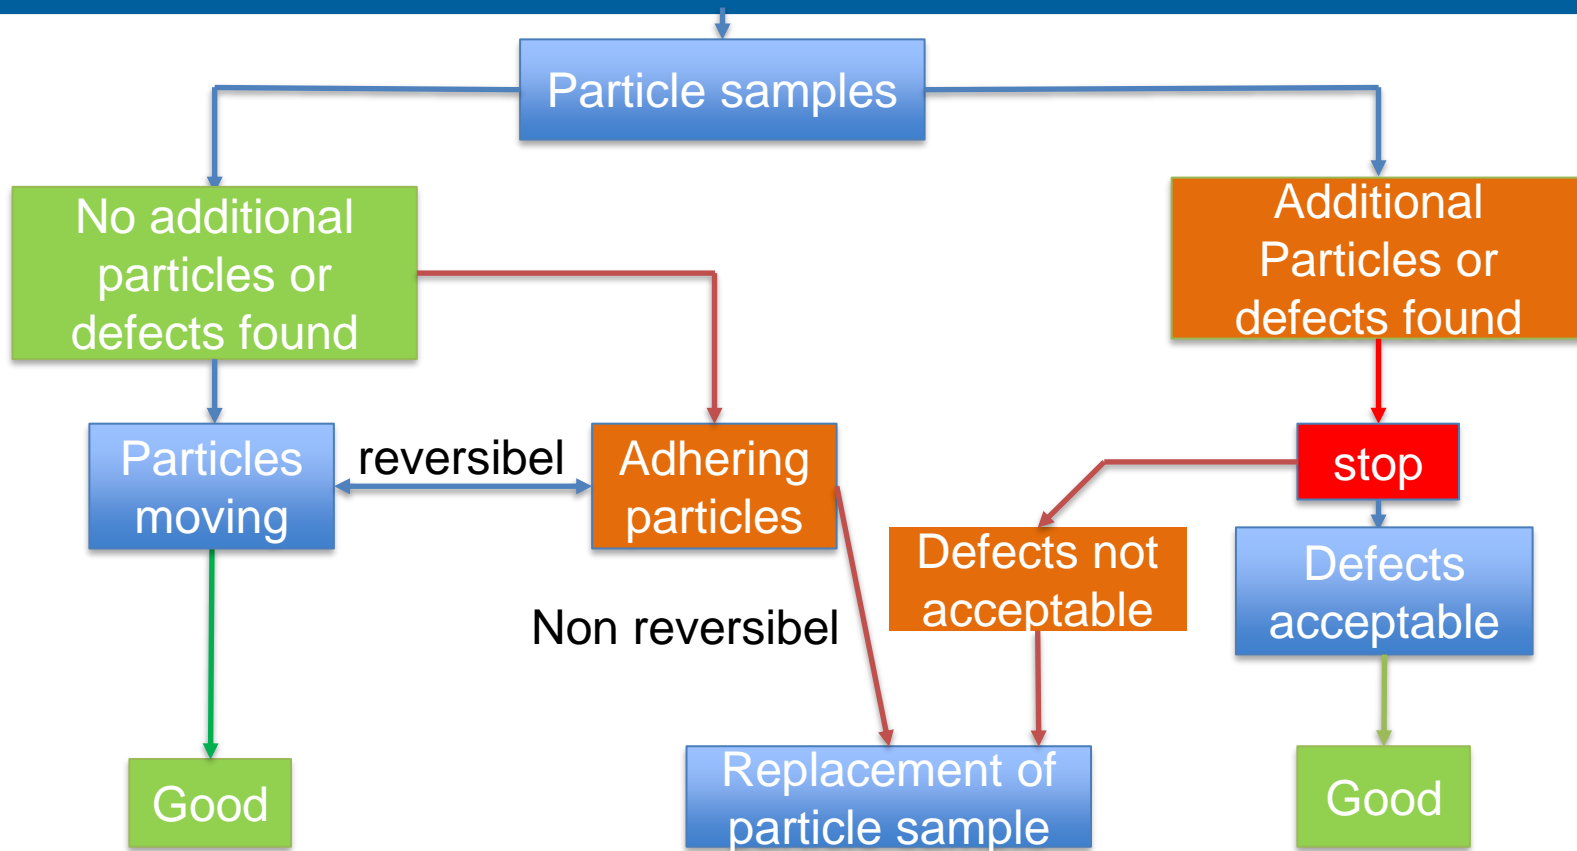 Particle samples
No additional
particles or
defects found
Additional
Particles or
defects found
Particles
moving
reversibel
Adhering
particles
stop
Defects not
acceptable
Defects
acceptable
Non reversibel
Good
Replacement of
particle sample
Good